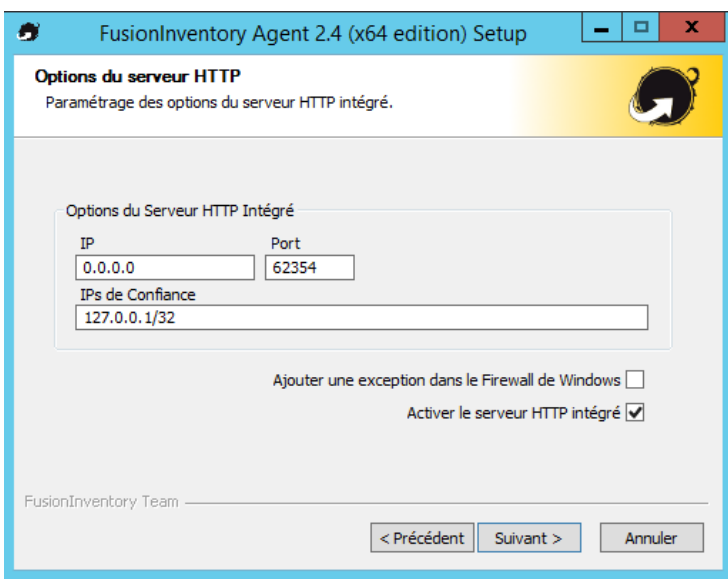 FusionInventory Agent 2.4 (x64 edition) Setup
Options du serveur HTTP
Paramétrage des options du serveur HTTP intégré.
Options du Serveur HTTP Intégré
IP Port
0.0.0.0 62354
IPs de Confiance
127.0.0.1/32
Ajouter une exception dans le Firewall de Windows
Activer le serveur HTTP intégré
FusionInventory Team
< Précédent Suivant > Annuler